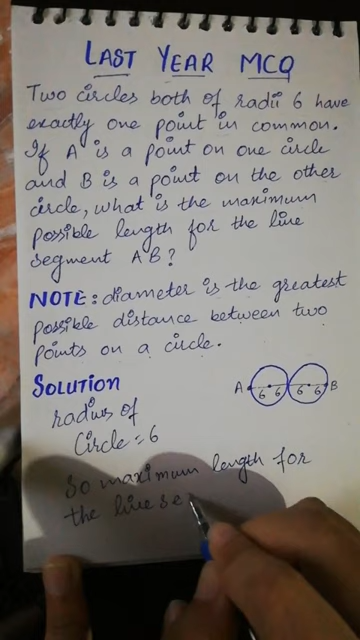 LAST YEAR MCQ
Two circles both of radii 6 have
exactly one point in common.
If A is a point on one circle
and B is a point on the other
circle, what is the maximum
possible length for the line
segment AB?
NOTE: diameter is the greatest
possible distance between two
points on a circle.
SOLUTION
A 6 6 6 6 B
radius of
Circle = 6
So maximum length for
the line se